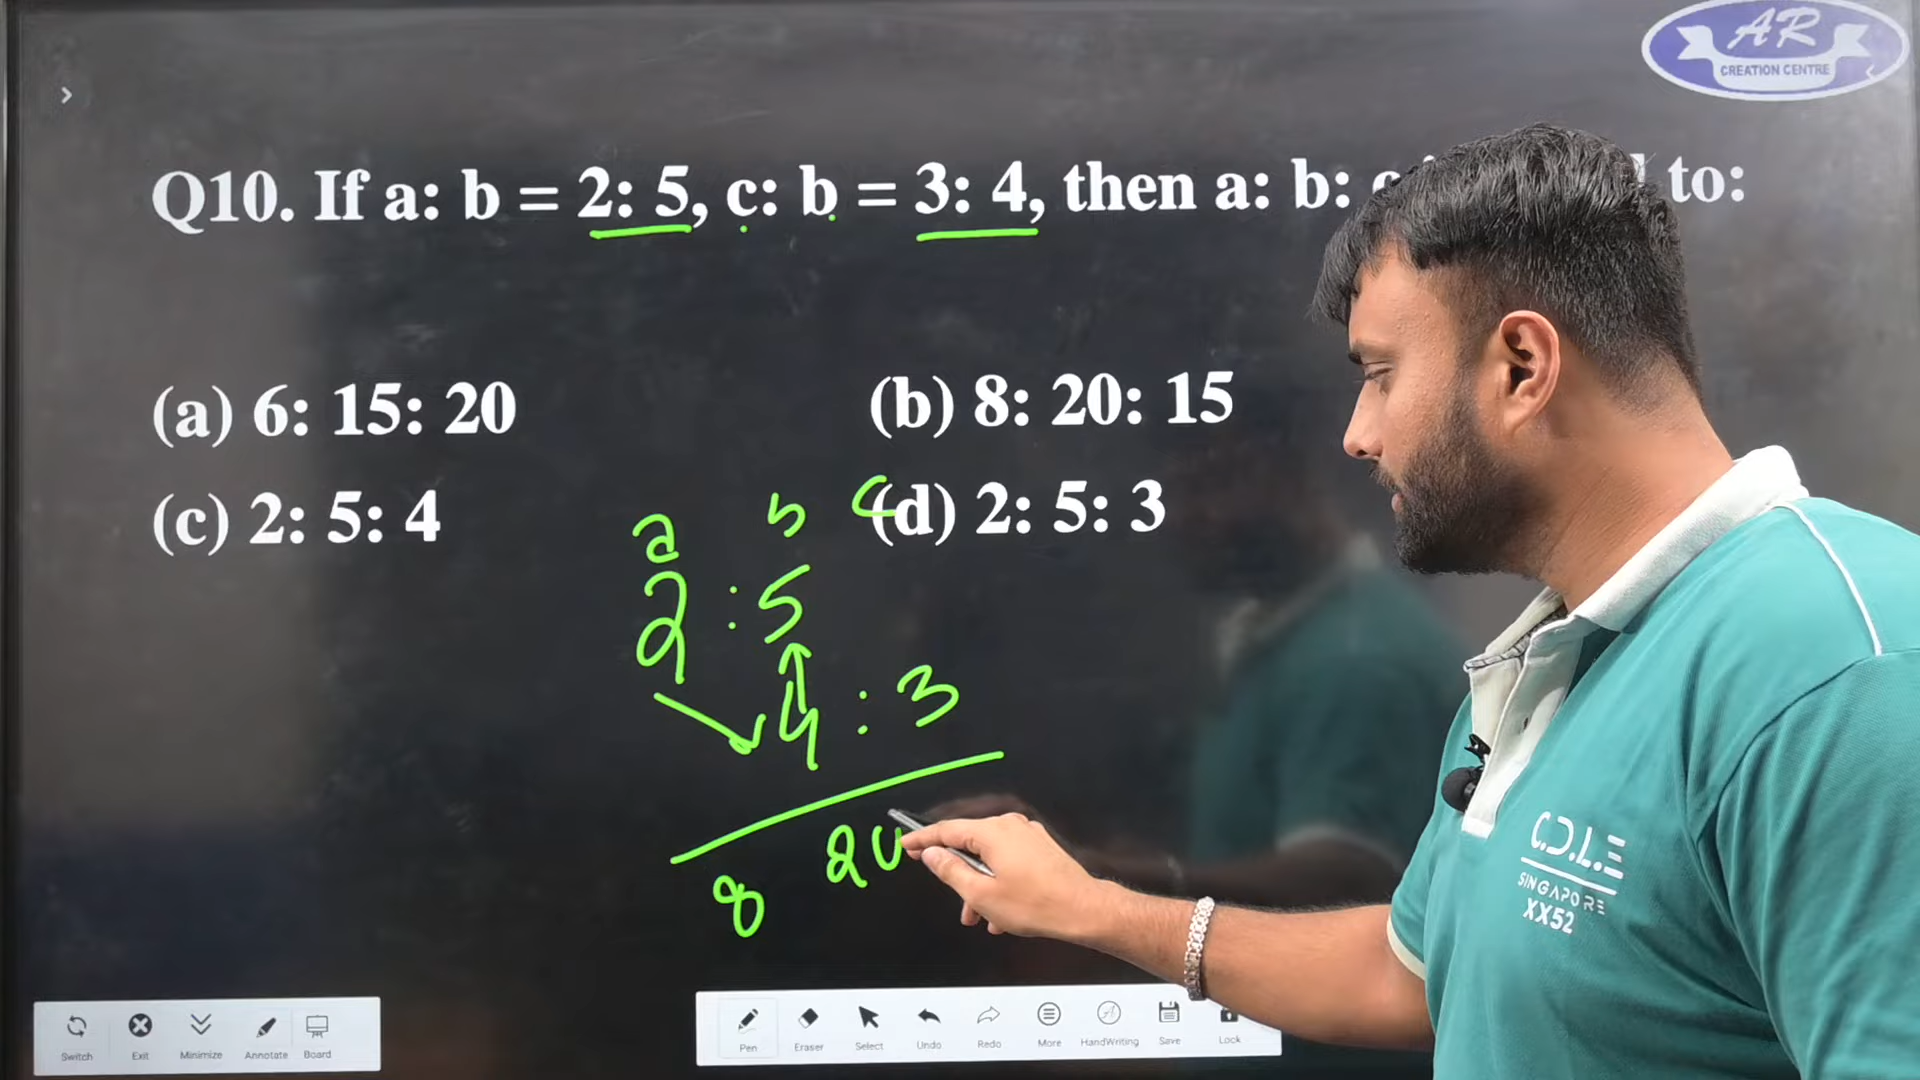 AR
CREATION CENTRE
Q10. If a: b = 2: 5, c: b = 3: 4, then a: b: to:
(a) 6: 15: 20
(b) 8: 20: 15
(c) 2: 5: 4
(d) 2: 5: 3
a b c
2 : 5
4 : 3
8 20
C.D.L.E
SINGAPORE
XX52
Switch Exit Minimize Annotate Board
Pen Eraser Select Undo Redo More HandWriting Save Lock